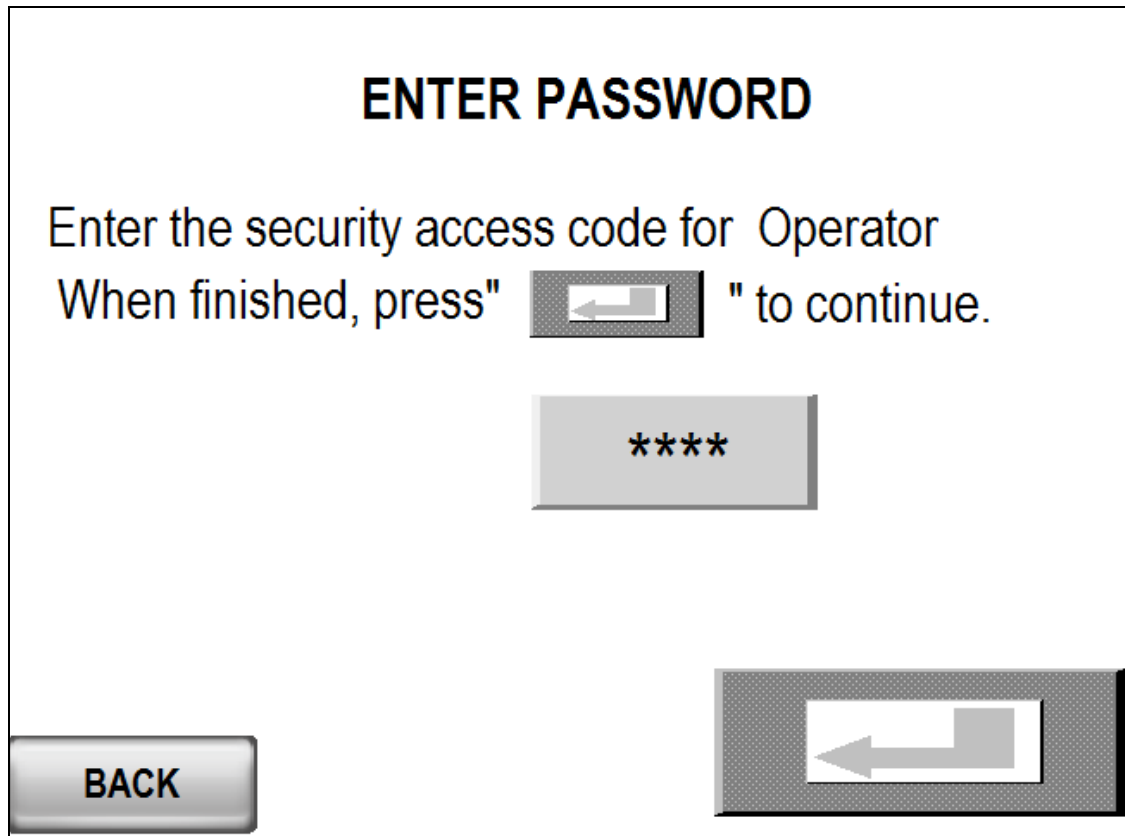 ENTER PASSWORD
Enter the security access code for Operator
When finished, press" " to continue.
****
BACK